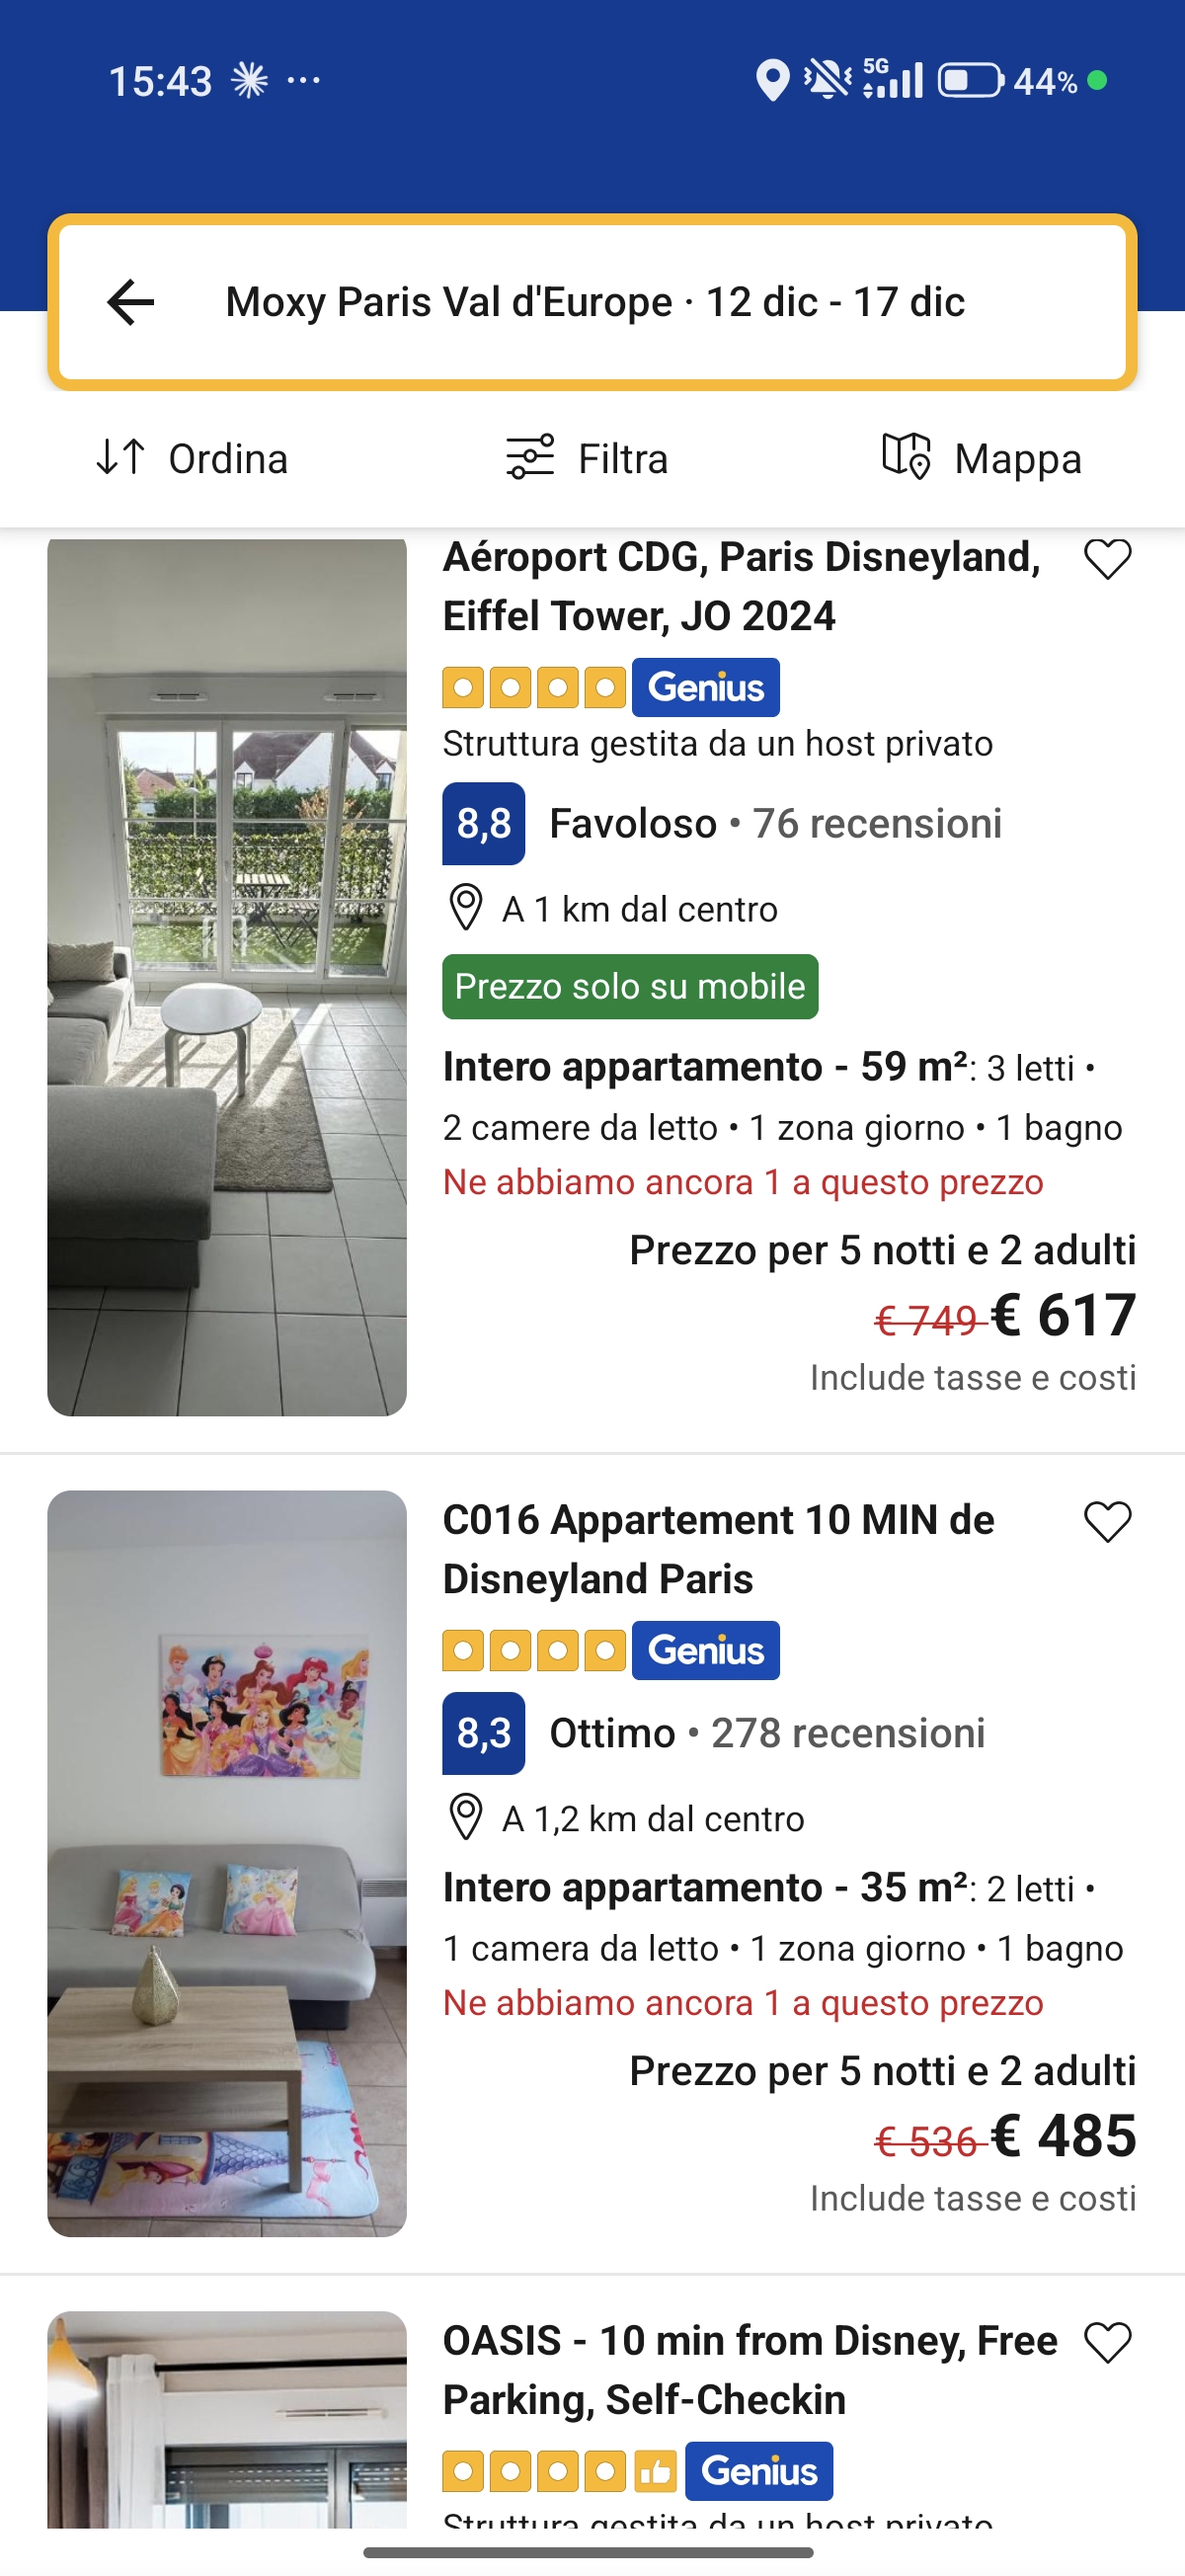 15:43
5G
44%
Moxy Paris Val d'Europe · 12 dic - 17 dic
Ordina
Filtra
Mappa
Aéroport CDG, Paris Disneyland,
Eiffel Tower, JO 2024
Genius
Struttura gestita da un host privato
8,8 Favoloso • 76 recensioni
A 1 km dal centro
Prezzo solo su mobile
Intero appartamento - 59 m²: 3 letti •
2 camere da letto • 1 zona giorno • 1 bagno
Ne abbiamo ancora 1 a questo prezzo
Prezzo per 5 notti e 2 adulti
€ 749 € 617
Include tasse e costi
C016 Appartement 10 MIN de
Disneyland Paris
Genius
8,3 Ottimo • 278 recensioni
A 1,2 km dal centro
Intero appartamento - 35 m²: 2 letti •
1 camera da letto • 1 zona giorno • 1 bagno
Ne abbiamo ancora 1 a questo prezzo
Prezzo per 5 notti e 2 adulti
€ 536 € 485
Include tasse e costi
OASIS - 10 min from Disney, Free
Parking, Self-Checkin
Genius
Struttura gestita da un host privato